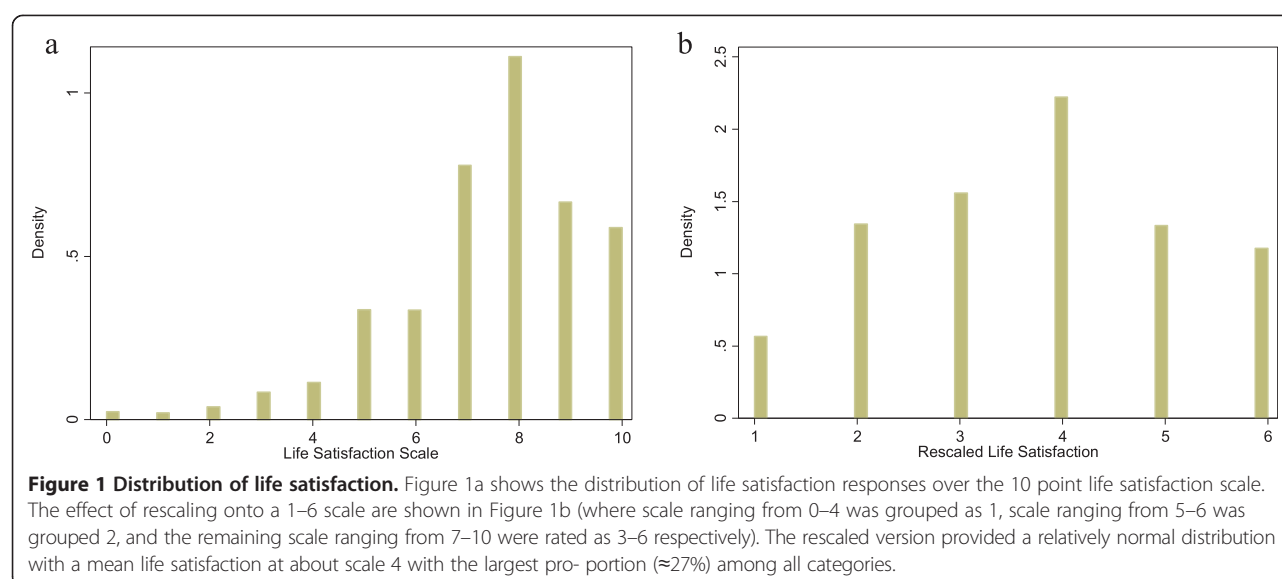 a
b
1
.5
0
Density
0 2 4 6 8 10
Life Satisfaction Scale
2.5
2
1.5
1
.5
0
Density
1 2 3 4 5 6
Rescaled Life Satisfaction
Figure 1 Distribution of life satisfaction. Figure 1a shows the distribution of life satisfaction responses over the 10 point life satisfaction scale.
The effect of rescaling onto a 1–6 scale are shown in Figure 1b (where scale ranging from 0–4 was grouped as 1, scale ranging from 5–6 was
grouped 2, and the remaining scale ranging from 7–10 were rated as 3–6 respectively). The rescaled version provided a relatively normal distribution
with a mean life satisfaction at about scale 4 with the largest pro- portion (≈27%) among all categories.